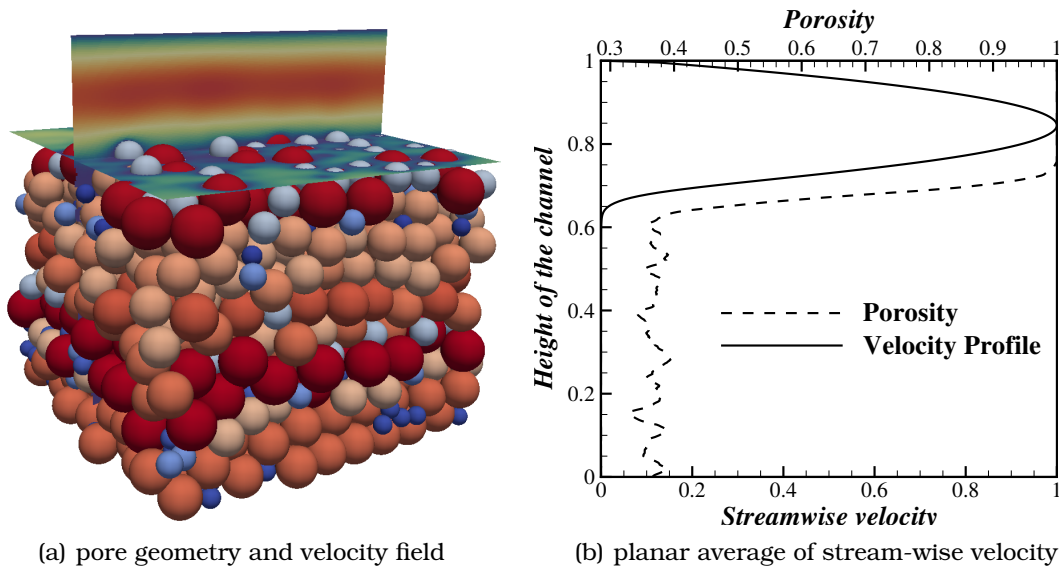 Porosity
0.3 0.4 0.5 0.6 0.7 0.8 0.9 1
1
0.8
0.6
0.4
0.2
0
Height of the channel
Porosity
Velocity Profile
0 0.2 0.4 0.6 0.8 1
Streamwise velocity
(a) pore geometry and velocity field
(b) planar average of stream-wise velocity